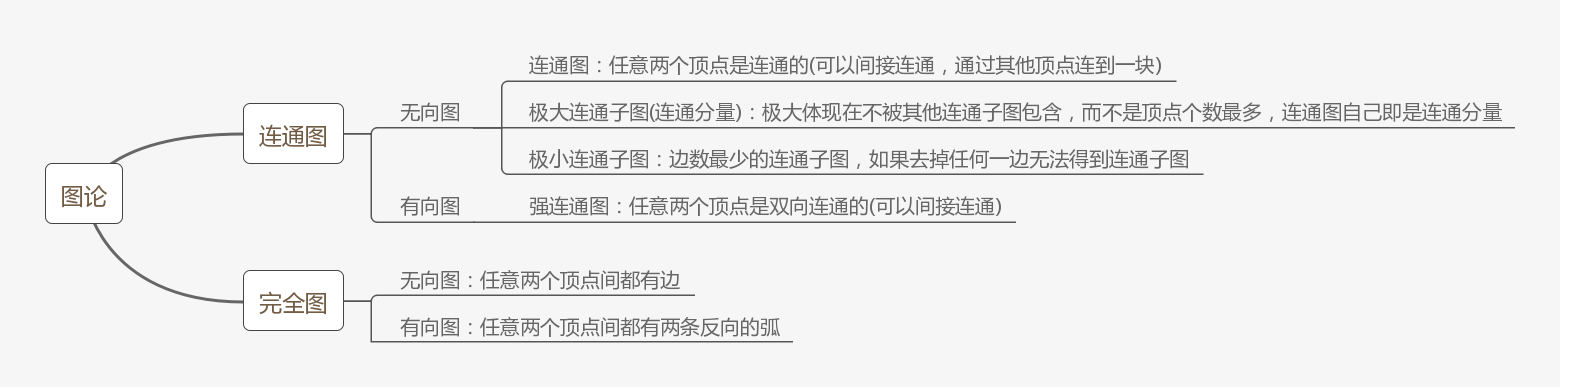 图论
连通图
无向图
连通图：任意两个顶点是连通的(可以间接连通，通过其他顶点连到一块)
极大连通子图(连通分量)：极大体现在不被其他连通子图包含，而不是顶点个数最多，连通图自己即是连通分量
极小连通子图：边数最少的连通子图，如果去掉任何一边无法得到连通子图
有向图
强连通图：任意两个顶点是双向连通的(可以间接连通)
完全图
无向图：任意两个顶点间都有边
有向图：任意两个顶点间都有两条反向的弧